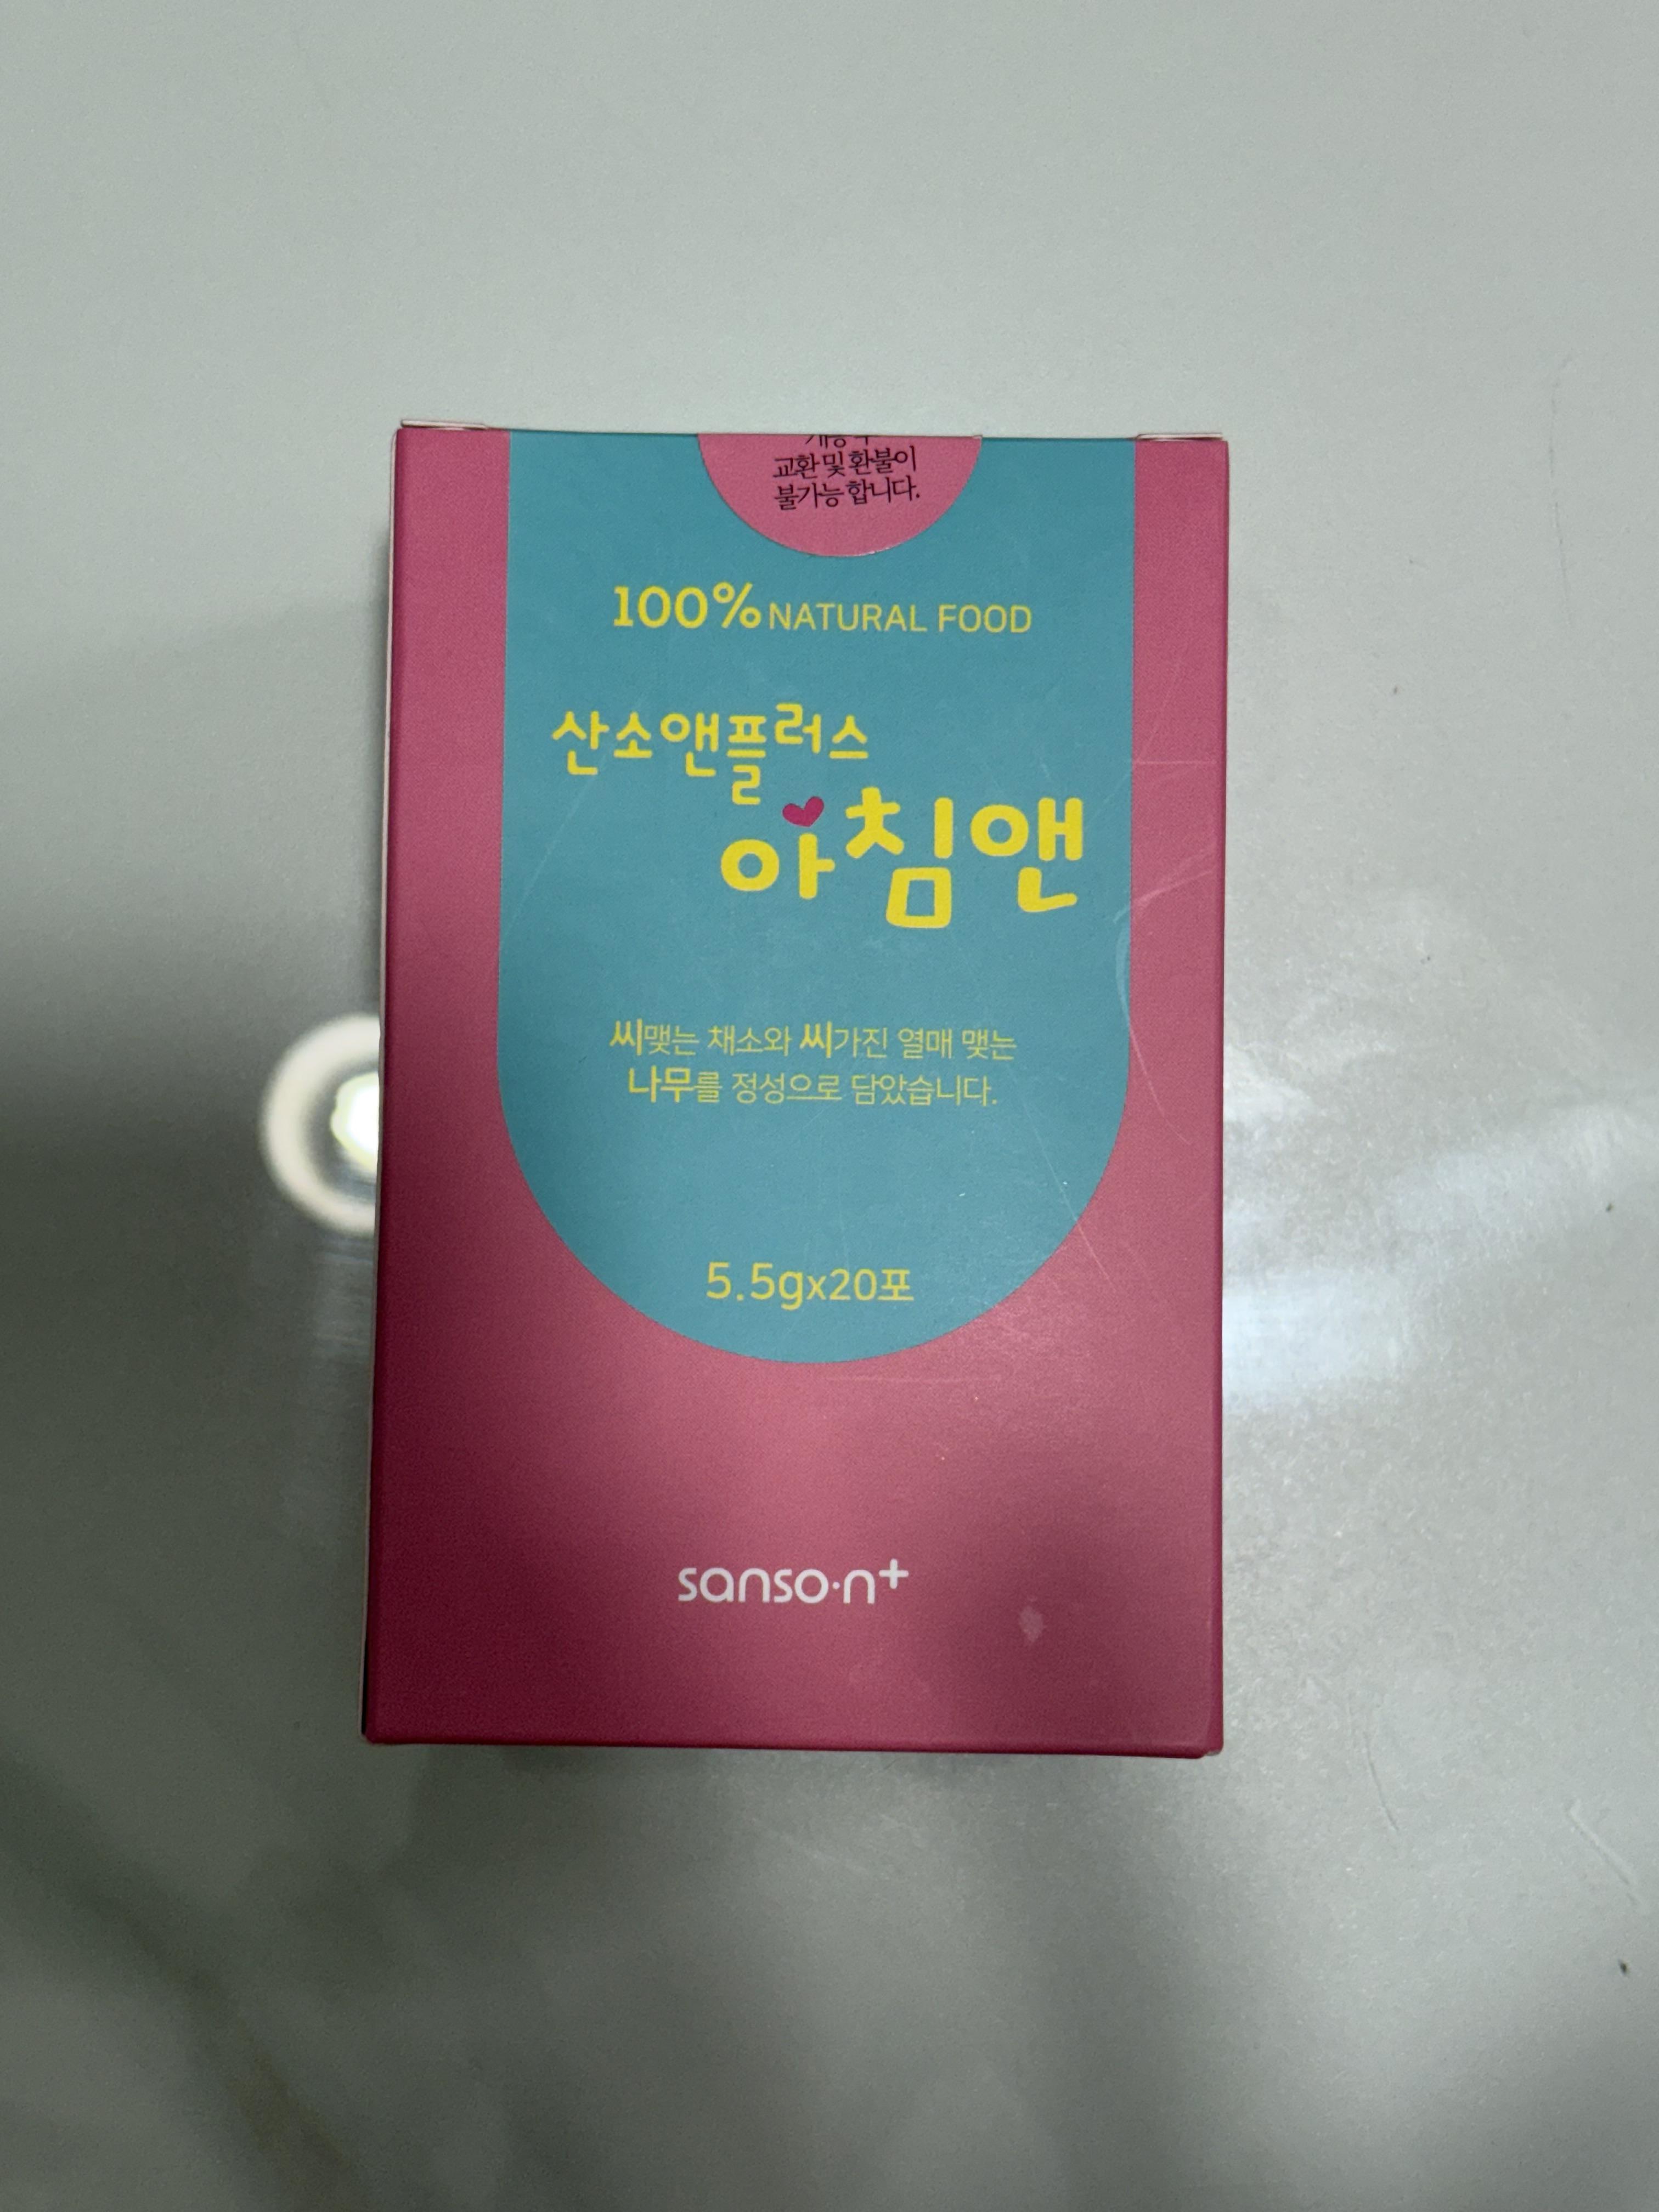 교환 및 환불이
불가능 합니다.
100% NATURAL FOOD
산소앤플러스
아침앤
씨맺는 채소와 씨가진 열매 맺는
나무를 정성으로 담았습니다.
5.5gx20포
sanso·n+